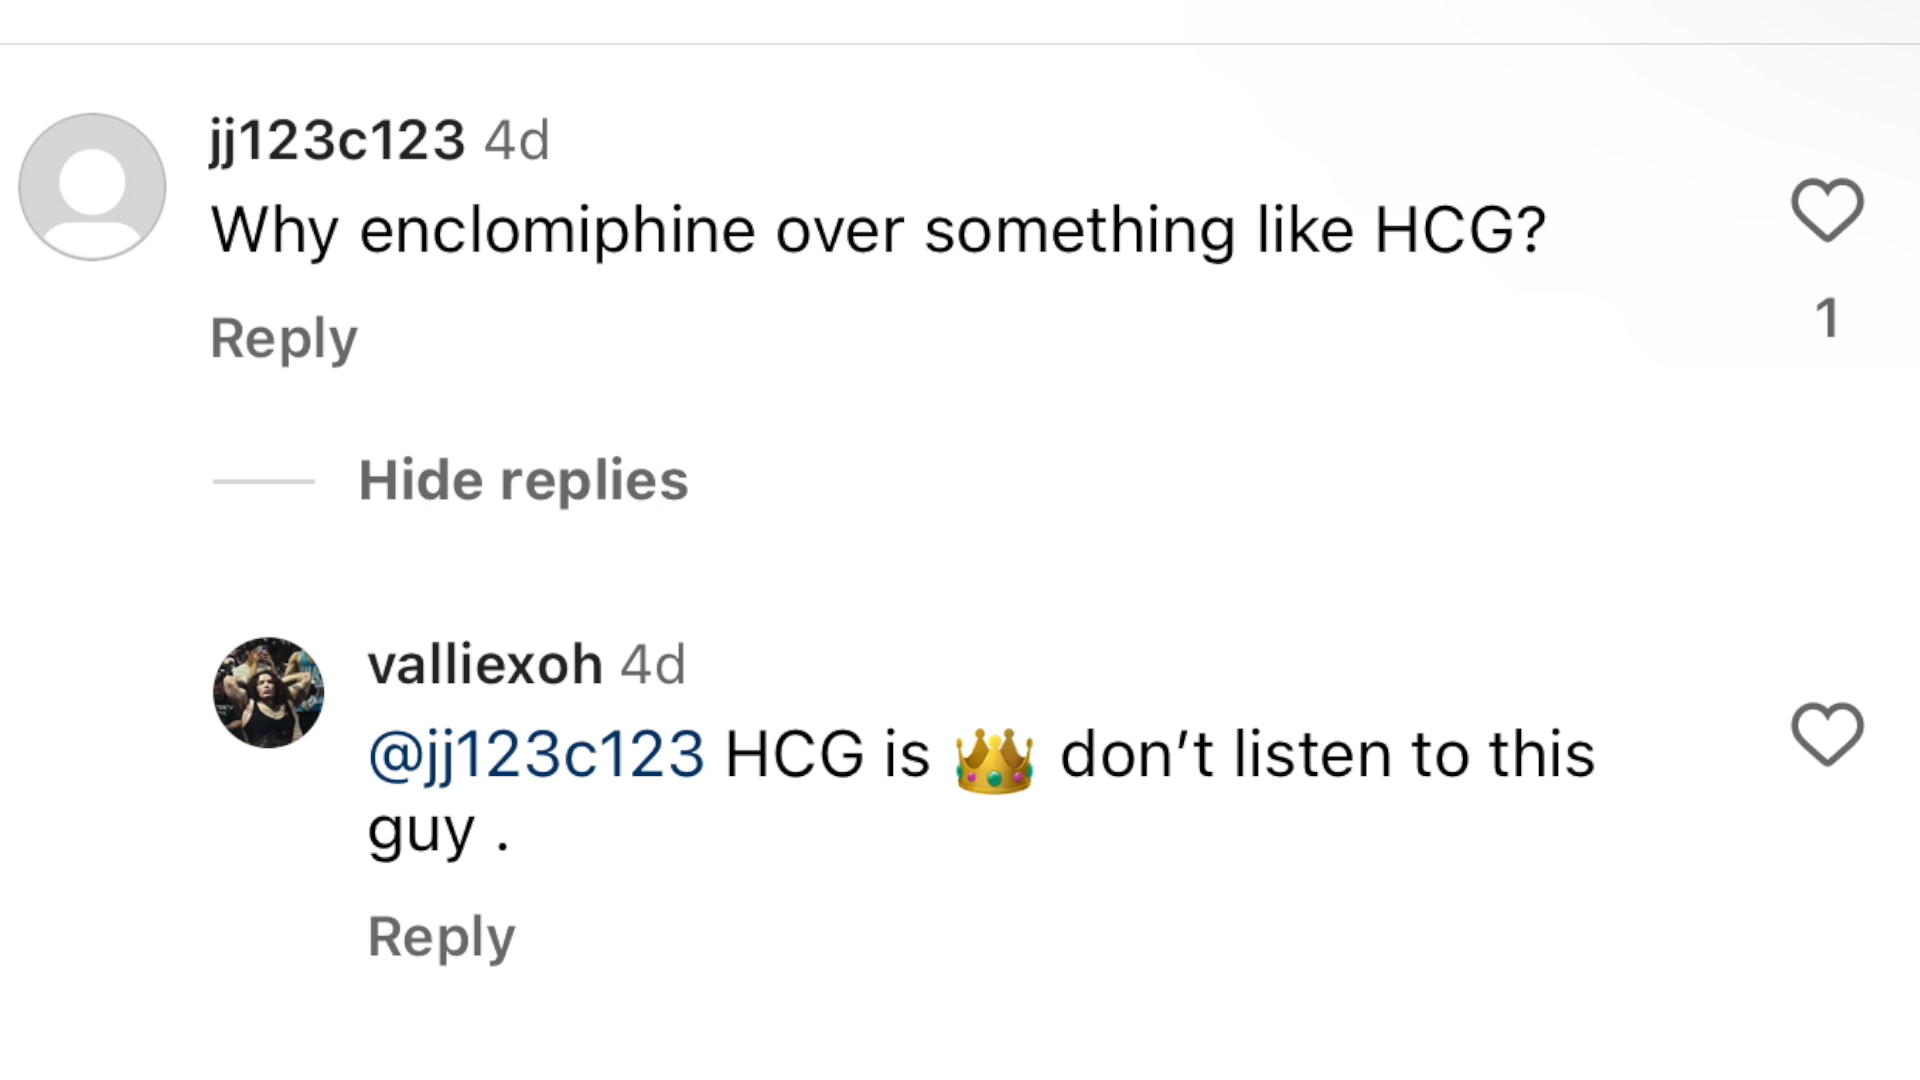 jj123c123 4d
Why enclomiphine over something like HCG?
1
Reply
Hide replies
valliexoh 4d
@jj123c123 HCG is 👑 don’t listen to this
guy .
Reply